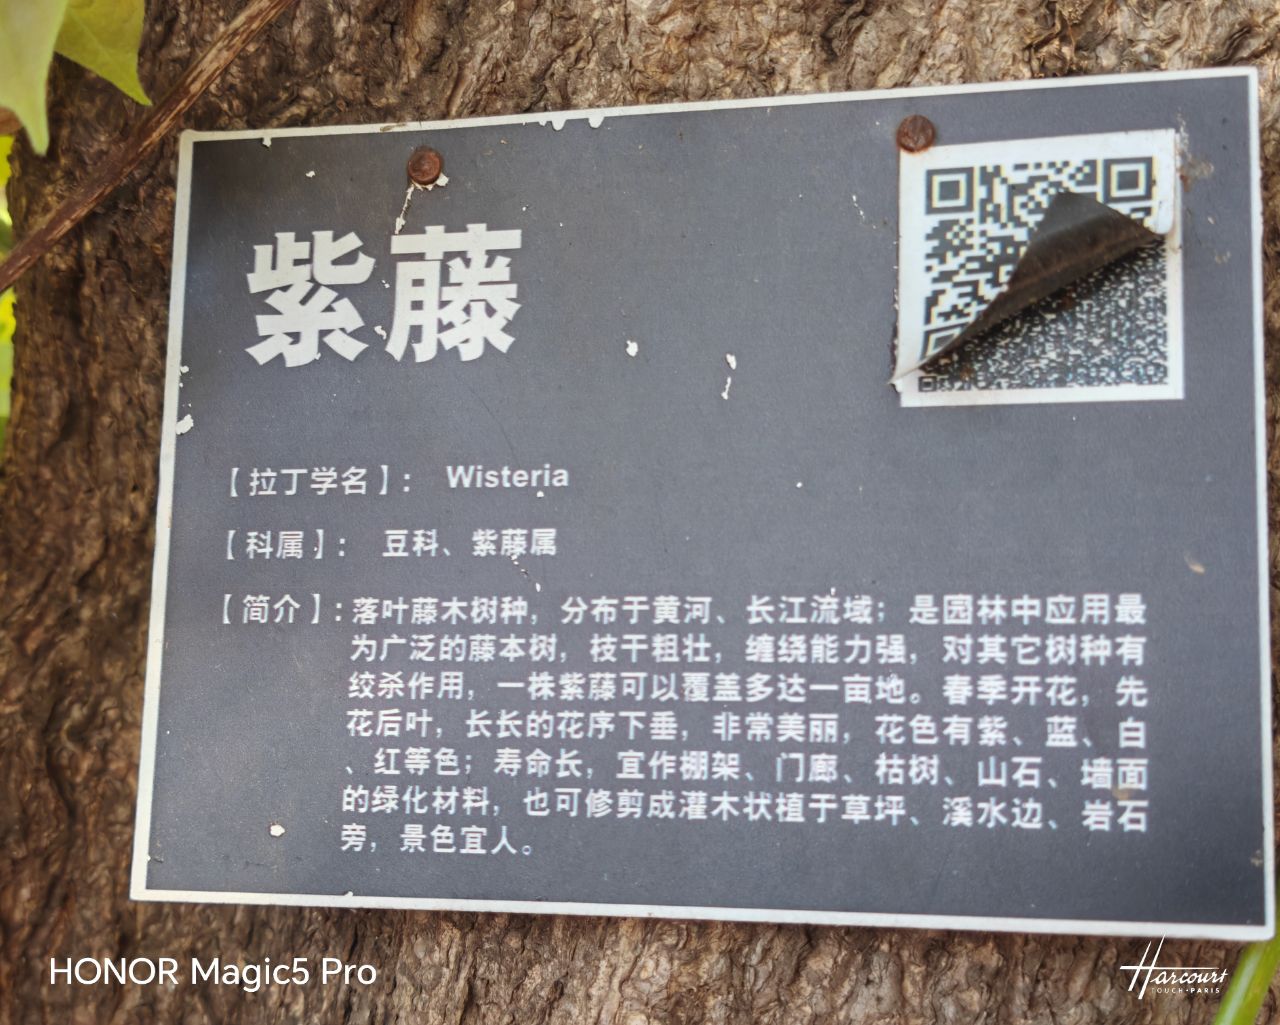 紫藤
【拉丁学名】： Wisteria
【科属】： 豆科、紫藤属
【简介】：落叶藤木树种，分布于黄河、长江流域；是园林中应用最
为广泛的藤本树，枝干粗壮，缠绕能力强，对其它树种有
绞杀作用，一株紫藤可以覆盖多达一亩地。春季开花，先
花后叶，长长的花序下垂，非常美丽，花色有紫、蓝、白
、红等色；寿命长，宜作棚架、门廊、枯树、山石、墙面
的绿化材料，也可修剪成灌木状植于草坪、溪水边、岩石
旁，景色宜人。
HONOR Magic5 Pro
Harcourt
TOUCH·PARIS